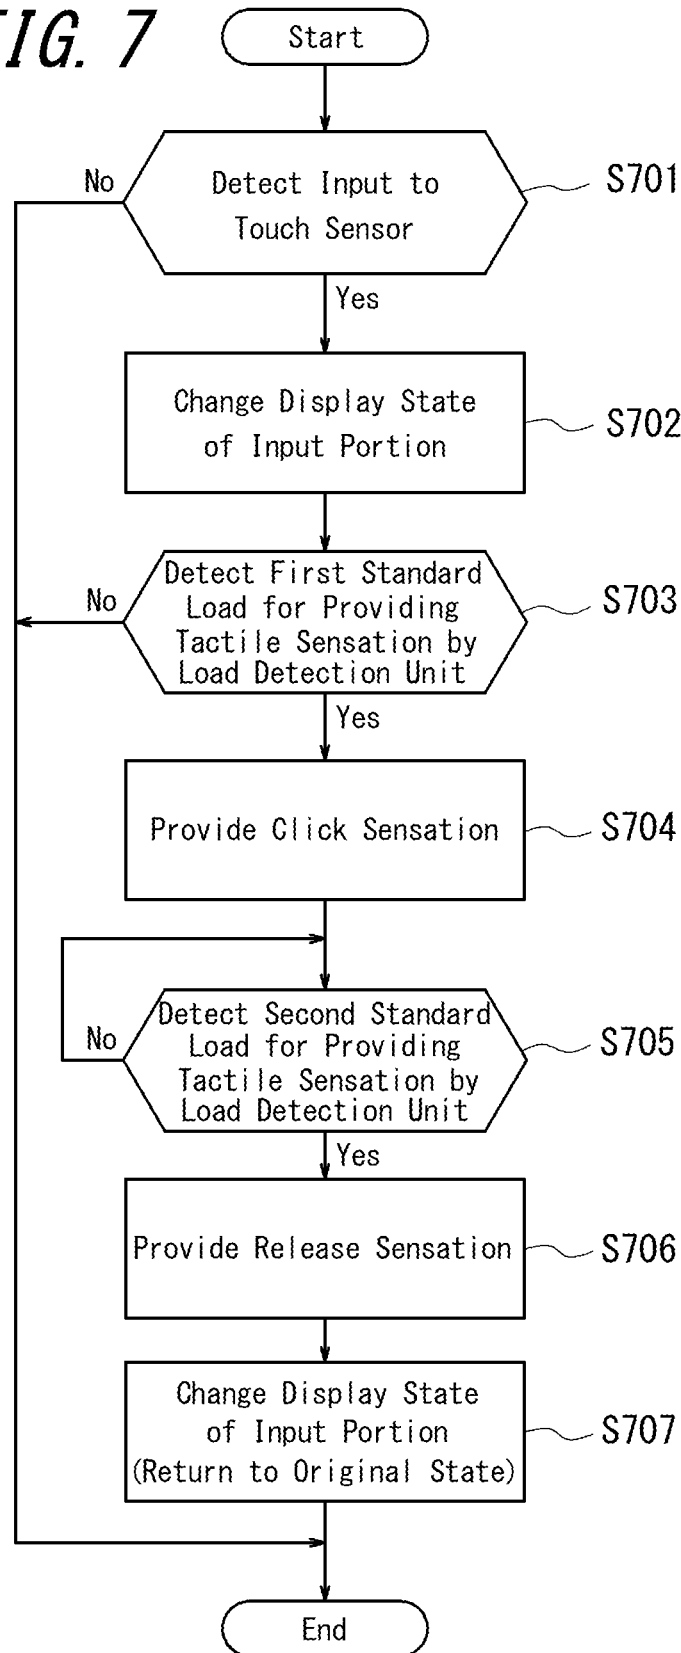 FIG. 7
Start
No
Detect Input to
Touch Sensor
S701
Yes
Change Display State
of Input Portion
S702
No
Detect First Standard
Load for Providing
Tactile Sensation by
Load Detection Unit
S703
Yes
Provide Click Sensation
S704
No
Detect Second Standard
Load for Providing
Tactile Sensation by
Load Detection Unit
S705
Yes
Provide Release Sensation
S706
Change Display State
of Input Portion
(Return to Original State)
S707
End